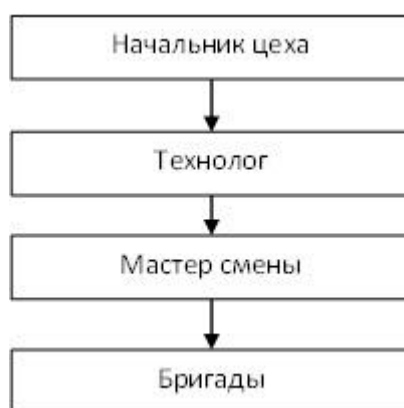 Начальник цеха
Технолог
Мастер смены
Бригады